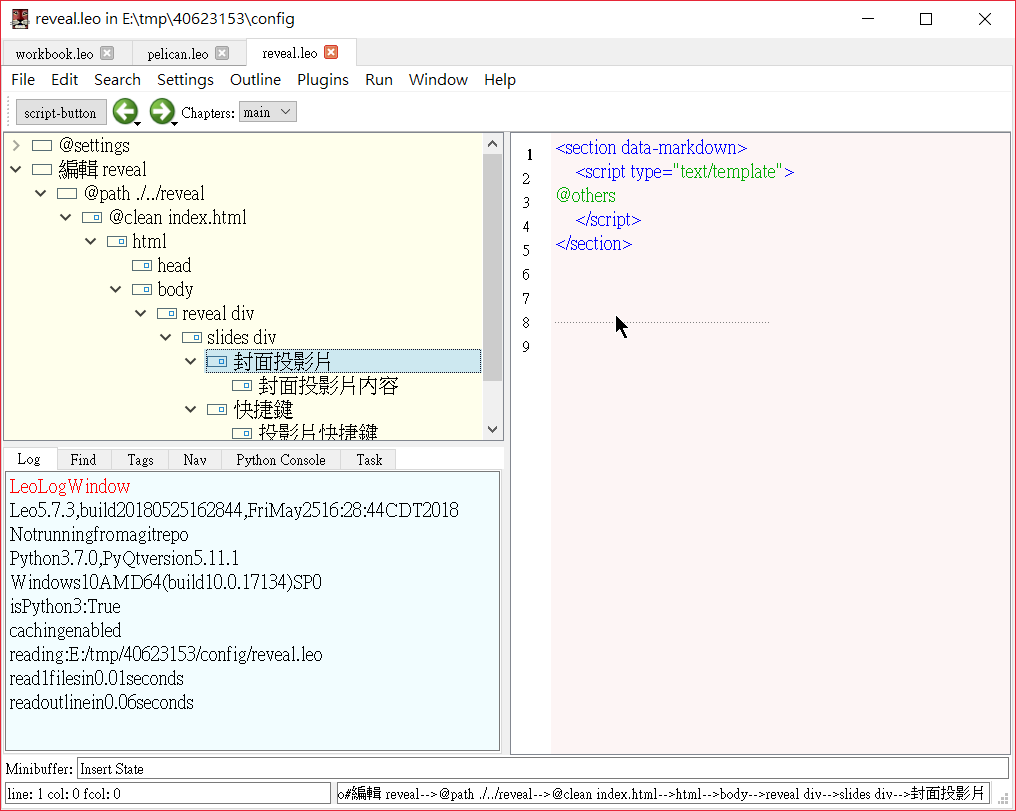 reveal.leo in E:\tmp\40623153\config
workbook.leo pelican.leo reveal.leo
File Edit Search Settings Outline Plugins Run Window Help
script-button Chapters: main
@settings
編輯 reveal
@path ./../reveal
@clean index.html
html
head
body
reveal div
slides div
封面投影片
封面投影片內容
快捷鍵
投影片快捷鍵
1 <section data-markdown>
2 <script type="text/template">
3 @others
4 </script>
5 </section>
6
7
8
9
Log Find Tags Nav Python Console Task
LeoLogWindow
Leo5.7.3,build20180525162844,FriMay2516:28:44CDT2018
Notrunningfromagitrepo
Python3.7.0,PyQtversion5.11.1
Windows10AMD64(build10.0.17134)SP0
isPython3:True
cachingenabled
reading:E:/tmp/40623153/config/reveal.leo
read1filesin0.01seconds
readoutlinein0.06seconds
Minibuffer: Insert State
line: 1 col: 0 fcol: 0
o#編輯 reveal-->@path ./../reveal-->@clean index.html-->html-->body-->reveal div-->slides div-->封面投影片